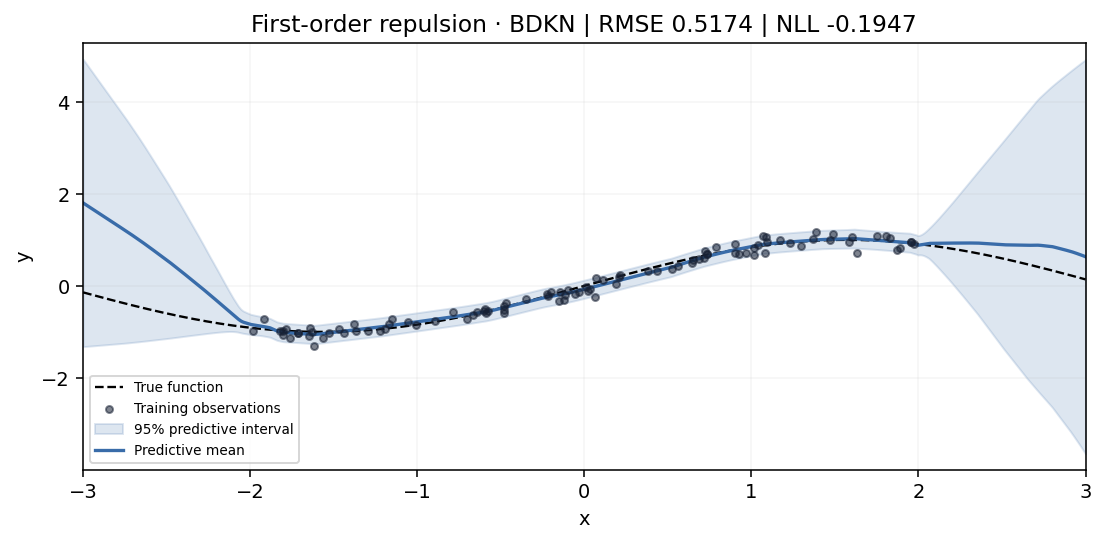 First-order repulsion · BDKN | RMSE 0.5174 | NLL -0.1947
y
4
2
0
−2
True function
Training observations
95% predictive interval
Predictive mean
−3 −2 −1 0 1 2 3
x